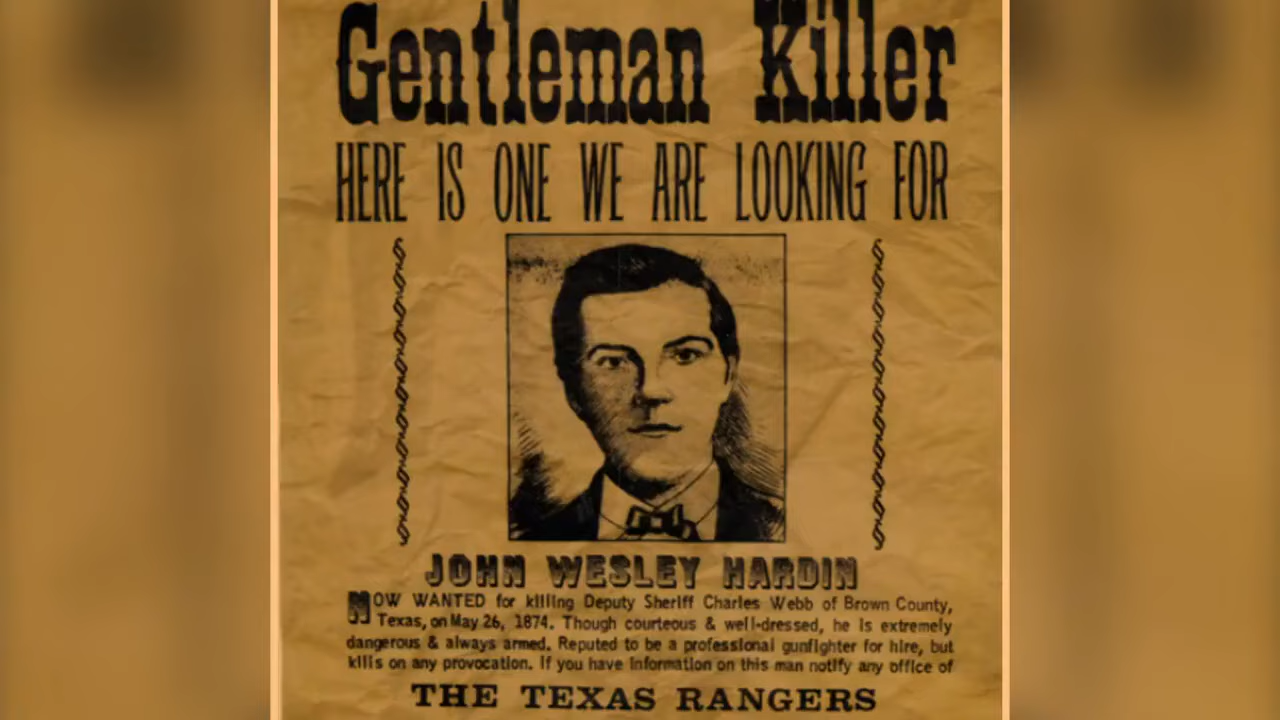 Gentleman Killer
HERE IS ONE WE ARE LOOKING FOR
JOHN WESLEY HARDIN
NOW WANTED for killing Deputy Sheriff Charles Webb of Brown County,
Texas, on May 26, 1874. Though courteous & well-dressed, he is extremely
dangerous & always armed. Reputed to be a professional gunfighter for hire, but
kills on any provocation. If you have information on this man notify any office of
THE TEXAS RANGERS